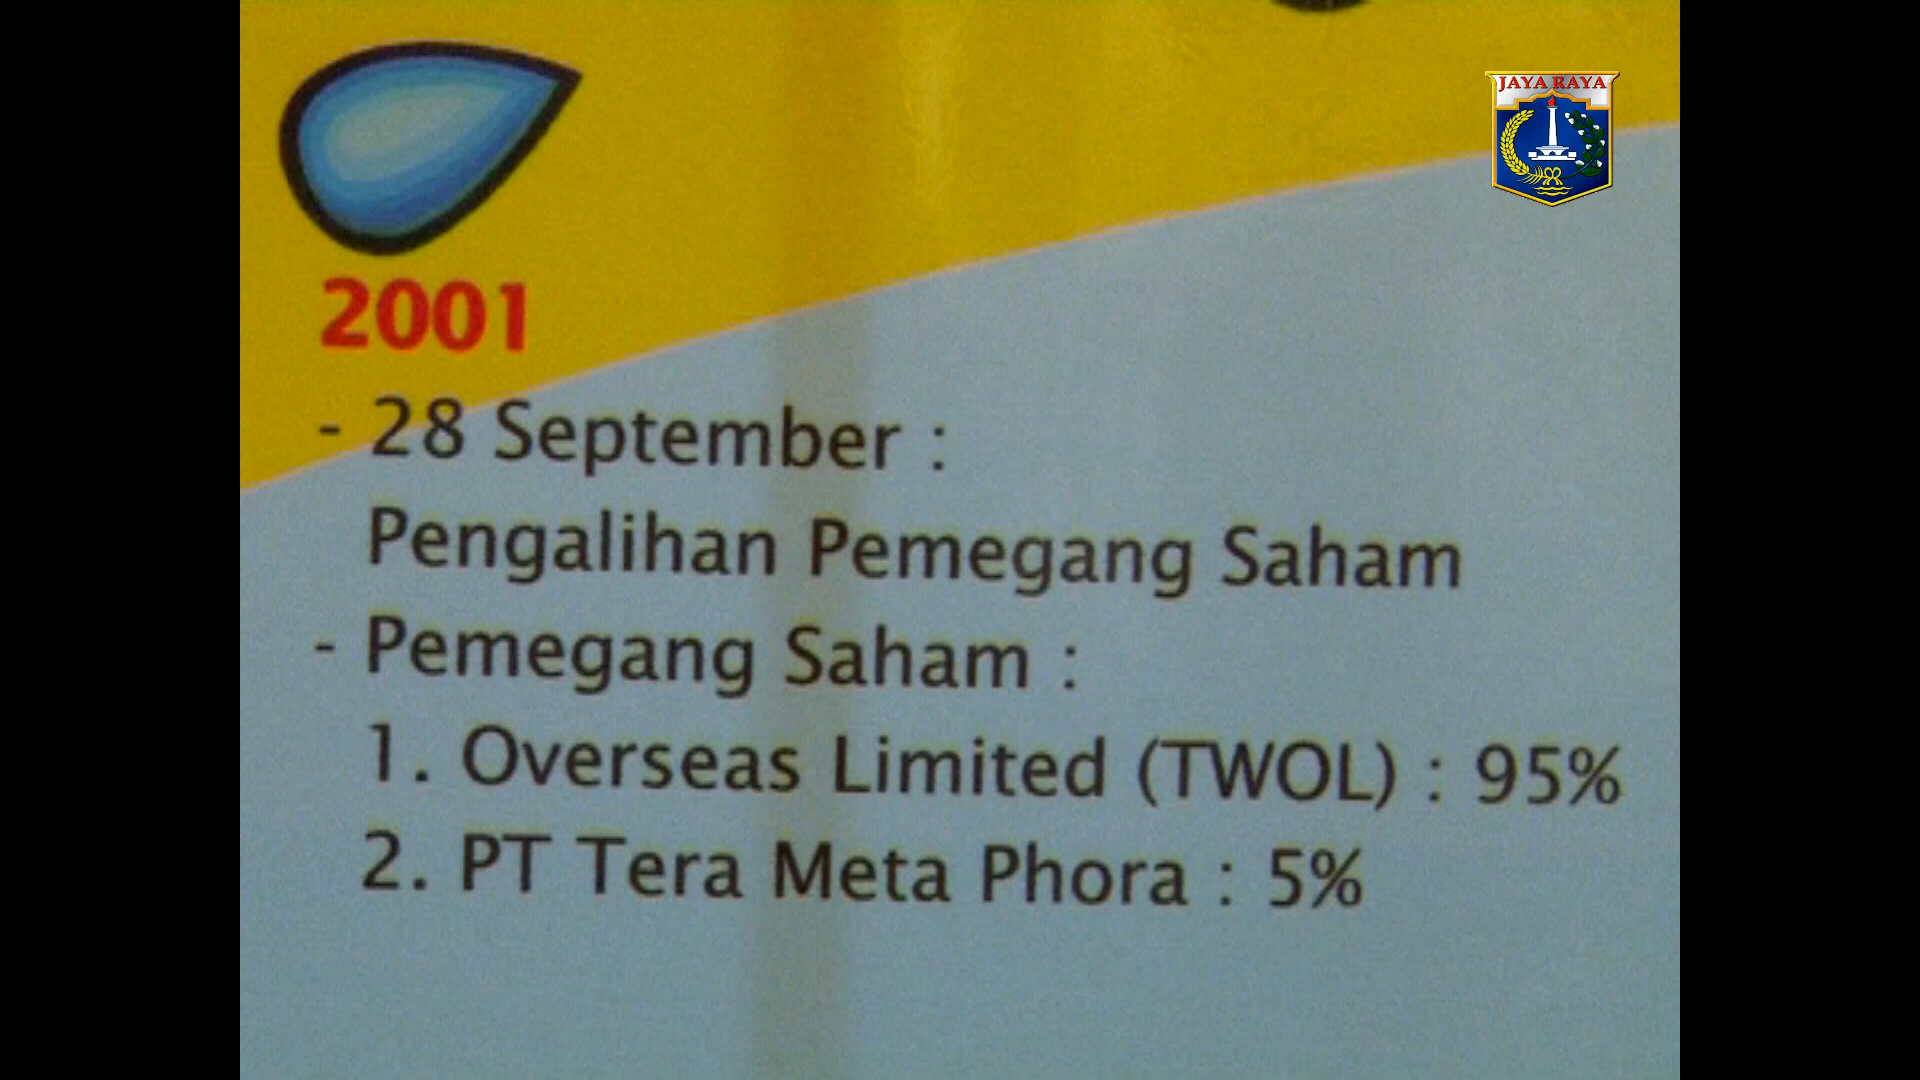 JAYA RAYA
2001
- 28 September :
Pengalihan Pemegang Saham
- Pemegang Saham :
1. Overseas Limited (TWOL) : 95%
2. PT Tera Meta Phora : 5%